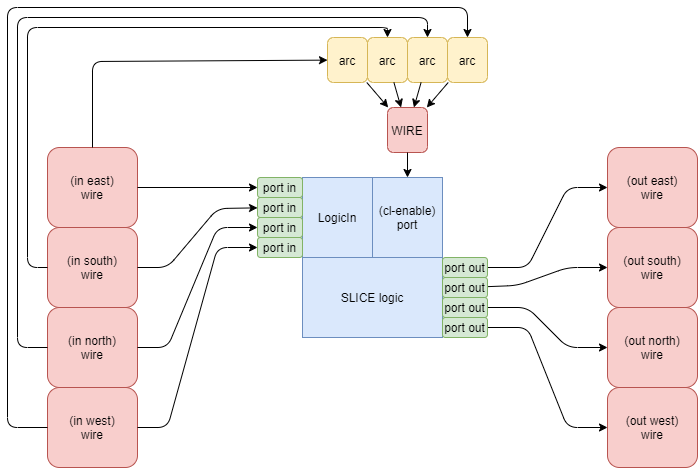 arc
arc
arc
arc
WIRE
(in east)
wire
(in south)
wire
(in north)
wire
(in west)
wire
port in
port in
port in
port in
LogicIn
(cl-enable)
port
SLICE logic
port out
port out
port out
port out
(out east)
wire
(out south)
wire
(out north)
wire
(out west)
wire